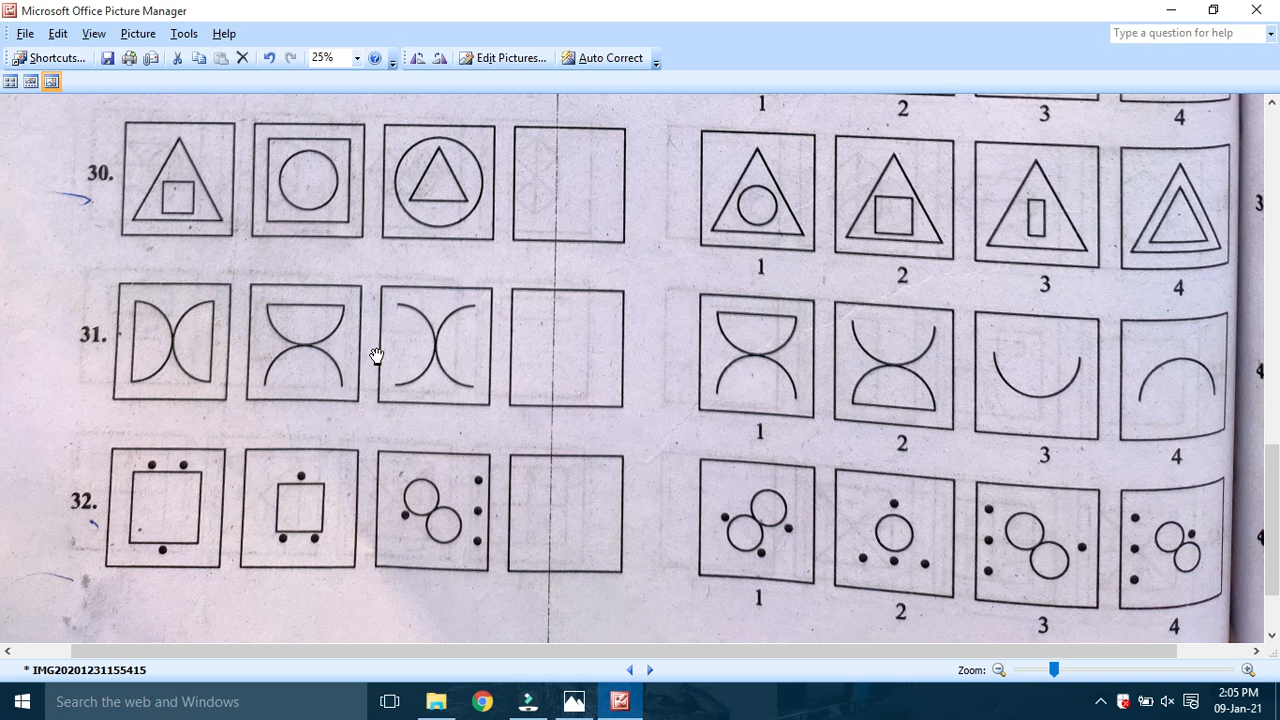 Microsoft Office Picture Manager
File Edit View Picture Tools Help
Type a question for help
Shortcuts... 25% Edit Pictures... Auto Correct
1 2 3 4
30.
1 2 3 4
31.
1 2 3 4
32.
1 2 3 4
* IMG20201231155415
Zoom:
Search the web and Windows
2:05 PM
09-Jan-21